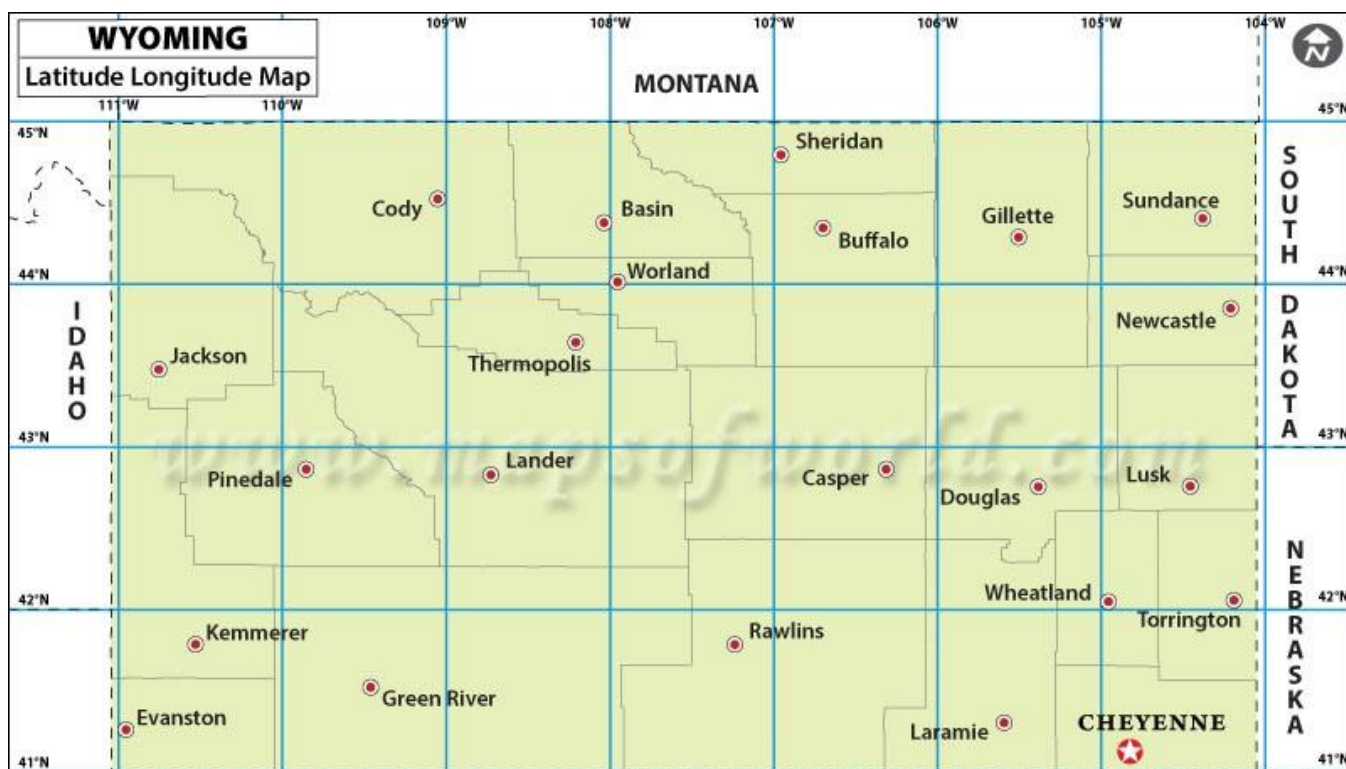 WYOMING
Latitude Longitude Map
111°W
110°W
109°W
108°W
107°W
106°W
105°W
104°W
N
MONTANA
45°N
45°N
Sheridan
SOUTH
DAKOTA
Cody
Basin
Buffalo
Gillette
Sundance
44°N
44°N
Worland
Newcastle
IDAHO
Jackson
Thermopolis
43°N
43°N
www.mapsofworld.com
Pinedale
Lander
Casper
Douglas
Lusk
NEBRASKA
Wheatland
Torrington
42°N
42°N
Kemmerer
Rawlins
Green River
Evanston
Laramie
CHEYENNE
41°N
41°N